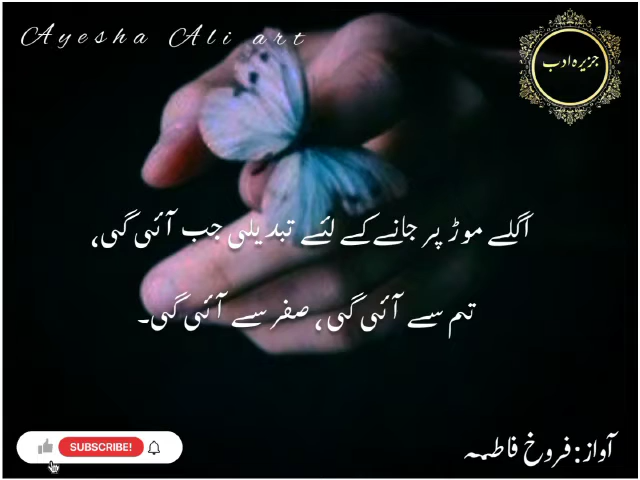 Ayesha Ali art
جزیرہ ادب
اگلے موڑ پر جانے کے لئے تبدیلی جب آئی گی،
تم سے آئی گی، صفر سے آئی گی۔
SUBSCRIBE!
آواز: فروخ فاطمہ